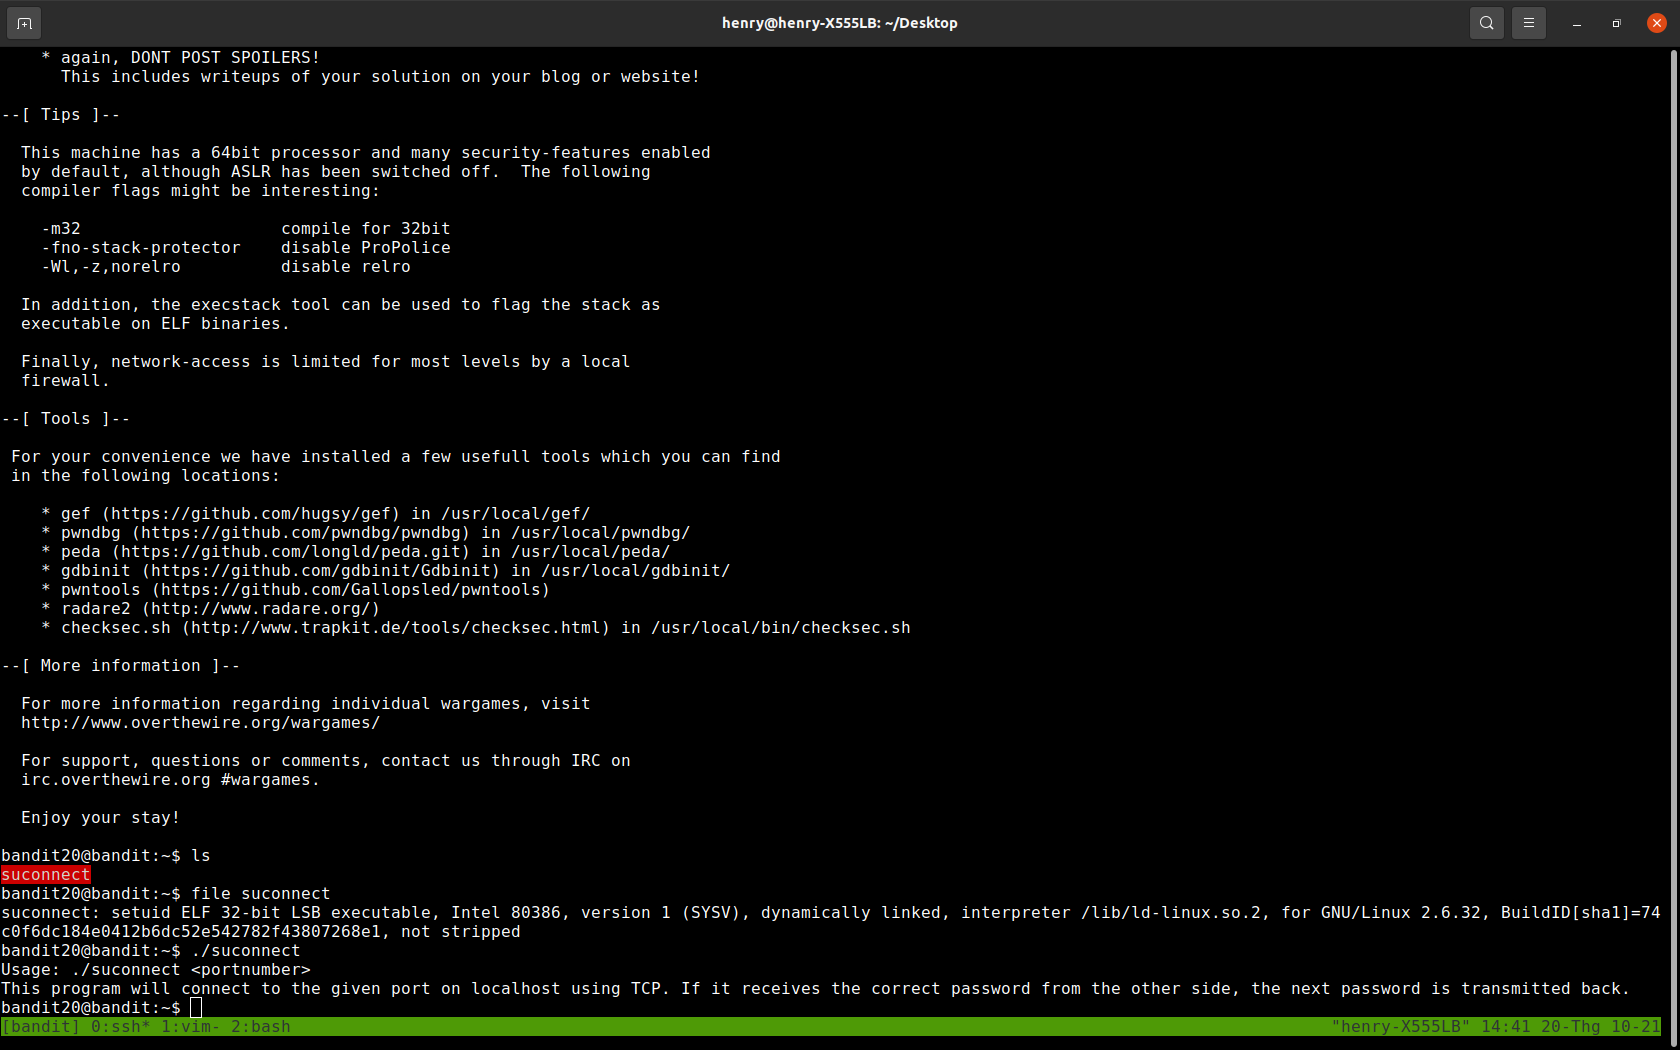 henry@henry-X555LB: ~/Desktop
    * again, DONT POST SPOILERS!
      This includes writeups of your solution on your blog or website!
--[ Tips ]--
  This machine has a 64bit processor and many security-features enabled
  by default, although ASLR has been switched off.  The following
  compiler flags might be interesting:
    -m32                    compile for 32bit
    -fno-stack-protector    disable ProPolice
    -Wl,-z,norelro          disable relro
  In addition, the execstack tool can be used to flag the stack as
  executable on ELF binaries.
  Finally, network-access is limited for most levels by a local
  firewall.
--[ Tools ]--
 For your convenience we have installed a few usefull tools which you can find
 in the following locations:
    * gef (https://github.com/hugsy/gef) in /usr/local/gef/
    * pwndbg (https://github.com/pwndbg/pwndbg) in /usr/local/pwndbg/
    * peda (https://github.com/longld/peda.git) in /usr/local/peda/
    * gdbinit (https://github.com/gdbinit/Gdbinit) in /usr/local/gdbinit/
    * pwntools (https://github.com/Gallopsled/pwntools)
    * radare2 (http://www.radare.org/)
    * checksec.sh (http://www.trapkit.de/tools/checksec.html) in /usr/local/bin/checksec.sh
--[ More information ]--
  For more information regarding individual wargames, visit
  http://www.overthewire.org/wargames/
  For support, questions or comments, contact us through IRC on
  irc.overthewire.org #wargames.
  Enjoy your stay!
bandit20@bandit:~$ ls
suconnect
bandit20@bandit:~$ file suconnect
suconnect: setuid ELF 32-bit LSB executable, Intel 80386, version 1 (SYSV), dynamically linked, interpreter /lib/ld-linux.so.2, for GNU/Linux 2.6.32, BuildID[sha1]=74
c0f6dc184e0412b6dc52e542782f43807268e1, not stripped
bandit20@bandit:~$ ./suconnect
Usage: ./suconnect <portnumber>
This program will connect to the given port on localhost using TCP. If it receives the correct password from the other side, the next password is transmitted back.
bandit20@bandit:~$
[bandit] 0:ssh* 1:vim- 2:bash "henry-X555LB" 14:41 20-Thg 10-21